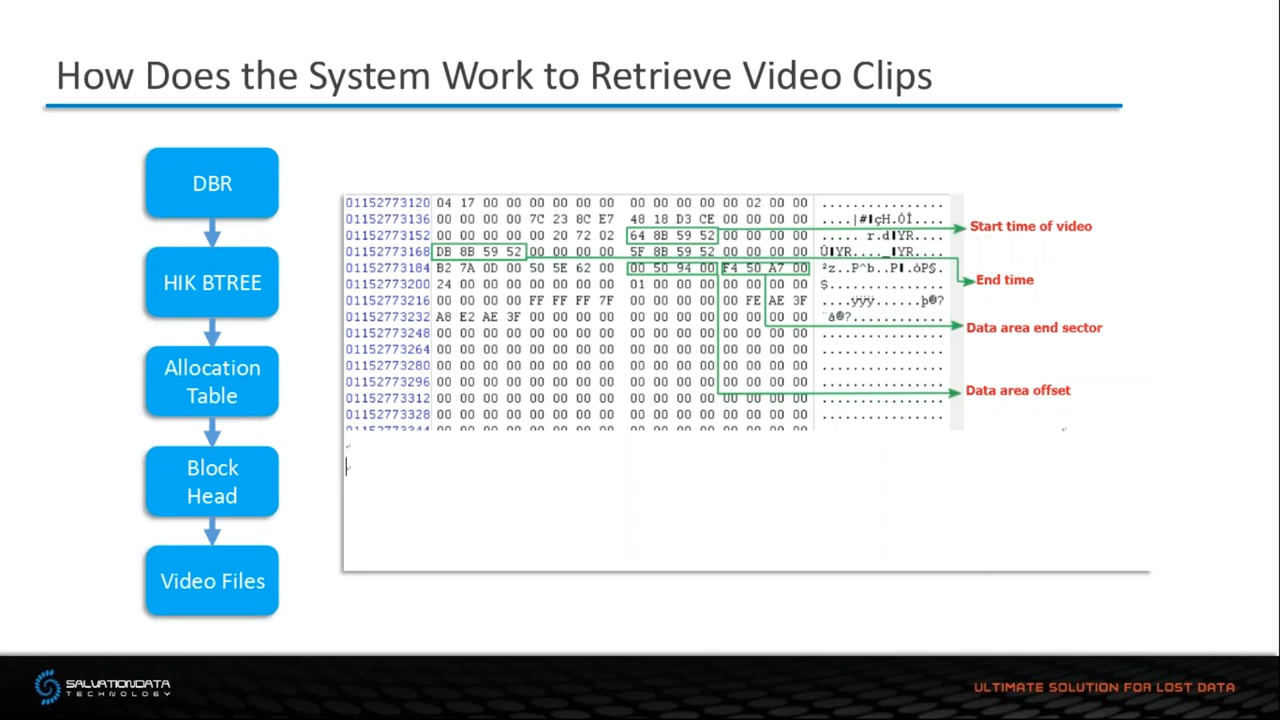 How Does the System Work to Retrieve Video Clips
DBR
HIK BTREE
Allocation
Table
Block
Head
Video Files
01152773120 04 17 00 00 00 00 00 00 00 00 00 00 00 02 00 00 ................
01152773136 00 00 00 00 7C 23 8C E7 48 18 D3 CE 00 00 00 00
01152773152 00 00 00 00 00 20 72 02 64 8B 59 52 00 00 00 00
01152773168 DB 8B 59 52 00 00 00 00 5F 8B 59 52 00 00 00 00
01152773184 B2 7A 0D 00 50 5E 62 00 00 50 94 00 F4 50 A7 00
01152773200 24 00 00 00 00 00 00 00 01 00 00 00 00 00 00 00 $...............
01152773216 00 00 00 00 FF FF FF 7F 00 00 00 00 00 FE AE 3F
01152773232 A8 E2 AE 3F 00 00 00 00 00 00 00 00 00 00 00 00
01152773248 00 00 00 00 00 00 00 00 00 00 00 00 00 00 00 00 ................
01152773264 00 00 00 00 00 00 00 00 00 00 00 00 00 00 00 00 ................
01152773280 00 00 00 00 00 00 00 00 00 00 00 00 00 00 00 00 ................
01152773296 00 00 00 00 00 00 00 00 00 00 00 00 00 00 00 00 ................
01152773312 00 00 00 00 00 00 00 00 00 00 00 00 00 00 00 00 ................
01152773328 00 00 00 00 00 00 00 00 00 00 00 00 00 00 00 00 ................
Start time of video
End time
Data area end sector
Data area offset
SALVATIONDATA
TECHNOLOGY
ULTIMATE SOLUTION FOR LOST DATA